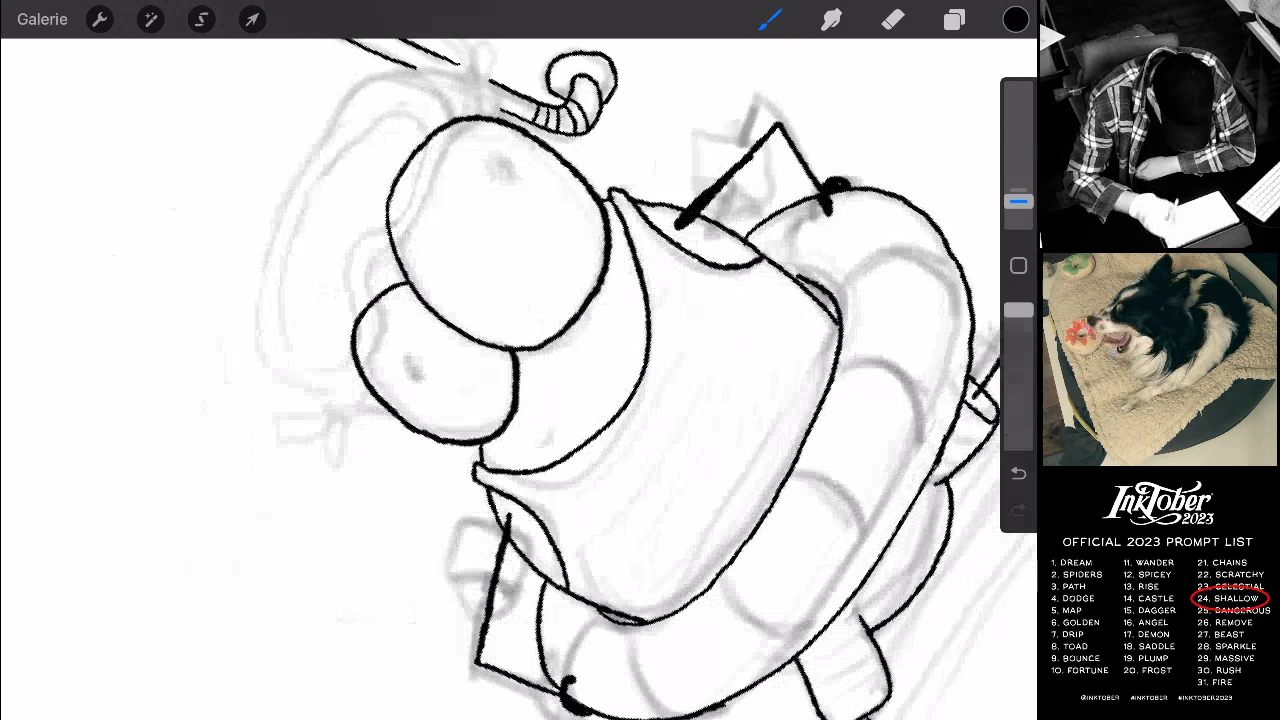 Galerie
INKTOBER
2023
OFFICIAL 2023 PROMPT LIST
1. DREAM
2. SPIDERS
3. PATH
4. DODGE
5. MAP
6. GOLDEN
7. DRIP
8. TOAD
9. BOUNCE
10. FORTUNE
11. WANDER
12. SPICEY
13. RISE
14. CASTLE
15. DAGGER
16. ANGEL
17. DEMON
18. SADDLE
19. PLUMP
20. FROST
21. CHAINS
22. SCRATCHY
23. CELESTIAL
24. SHALLOW
25. DANGEROUS
26. REMOVE
27. BEAST
28. SPARKLE
29. MASSIVE
30. RUSH
31. FIRE
@INKTOBER #INKTOBER #INKTOBER2023